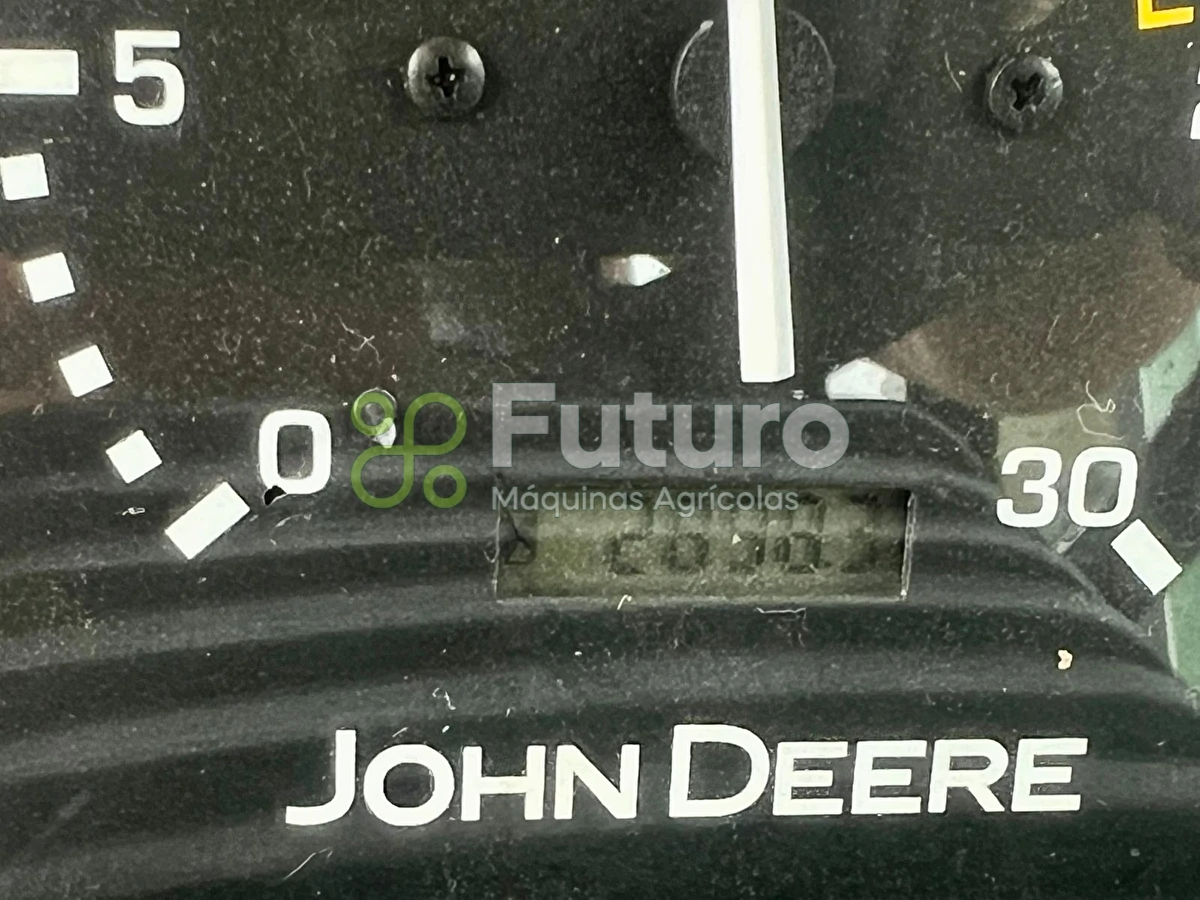 5
0
30
Futuro
Máquinas Agrícolas
JOHN DEERE